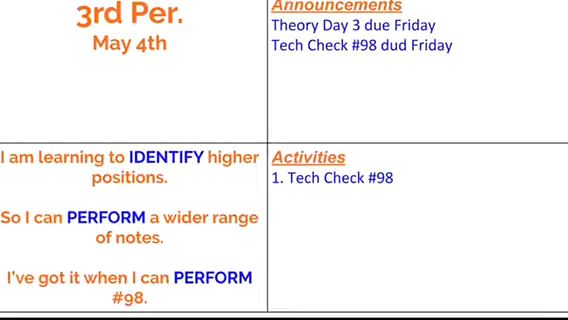 3rd Per.
May 4th
Announcements
Theory Day 3 due Friday
Tech Check #98 dud Friday
I am learning to IDENTIFY higher
positions.
So I can PERFORM a wider range
of notes.
I've got it when I can PERFORM
#98.
Activities
1. Tech Check #98